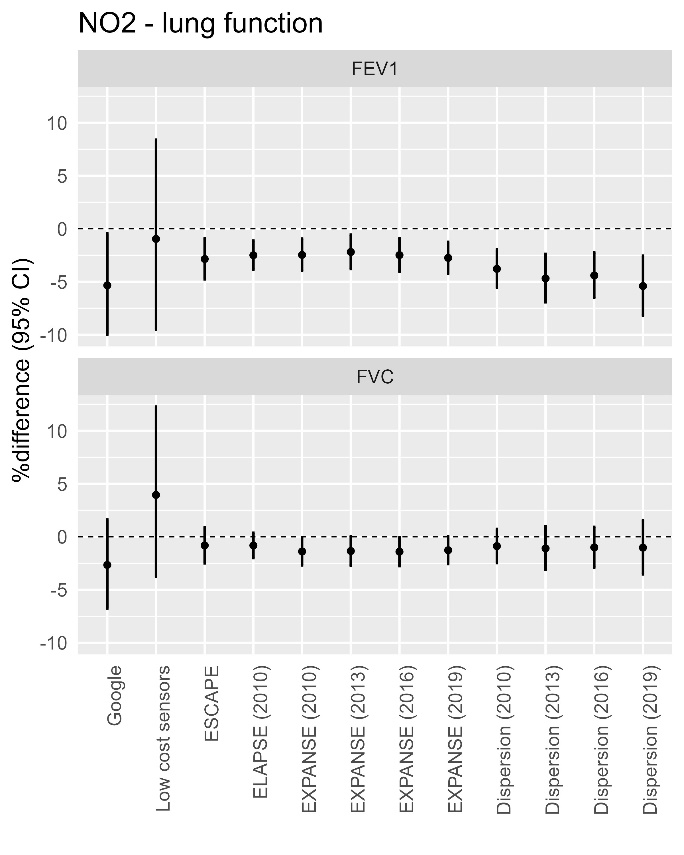 NO2 - lung function
FEV1
10
5
0
-5
-10
%difference (95% CI)
FVC
10
5
0
-5
-10
Google
Low cost sensors
ESCAPE
ELAPSE (2010)
EXPANSE (2010)
EXPANSE (2013)
EXPANSE (2016)
EXPANSE (2019)
Dispersion (2010)
Dispersion (2013)
Dispersion (2016)
Dispersion (2019)